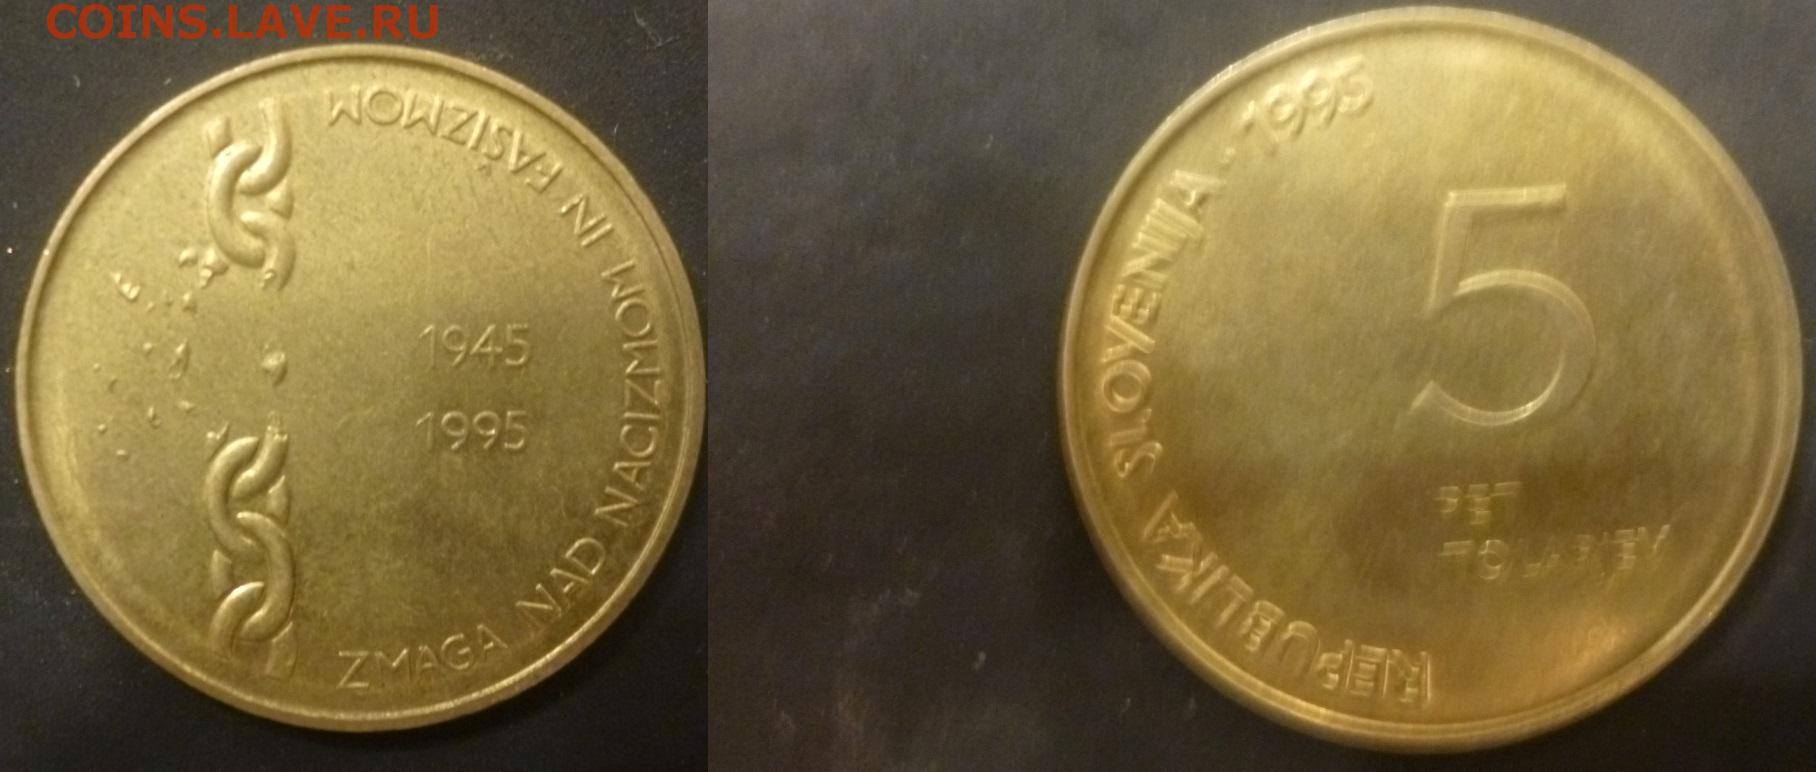 COINS.LAVE.RU
ZMAGA NAD NACIZMOM IN FAŠIZMOM
1945
1995
REPUBLIKA SLOVENIJA · 1995
5
PET
TOLARJEV